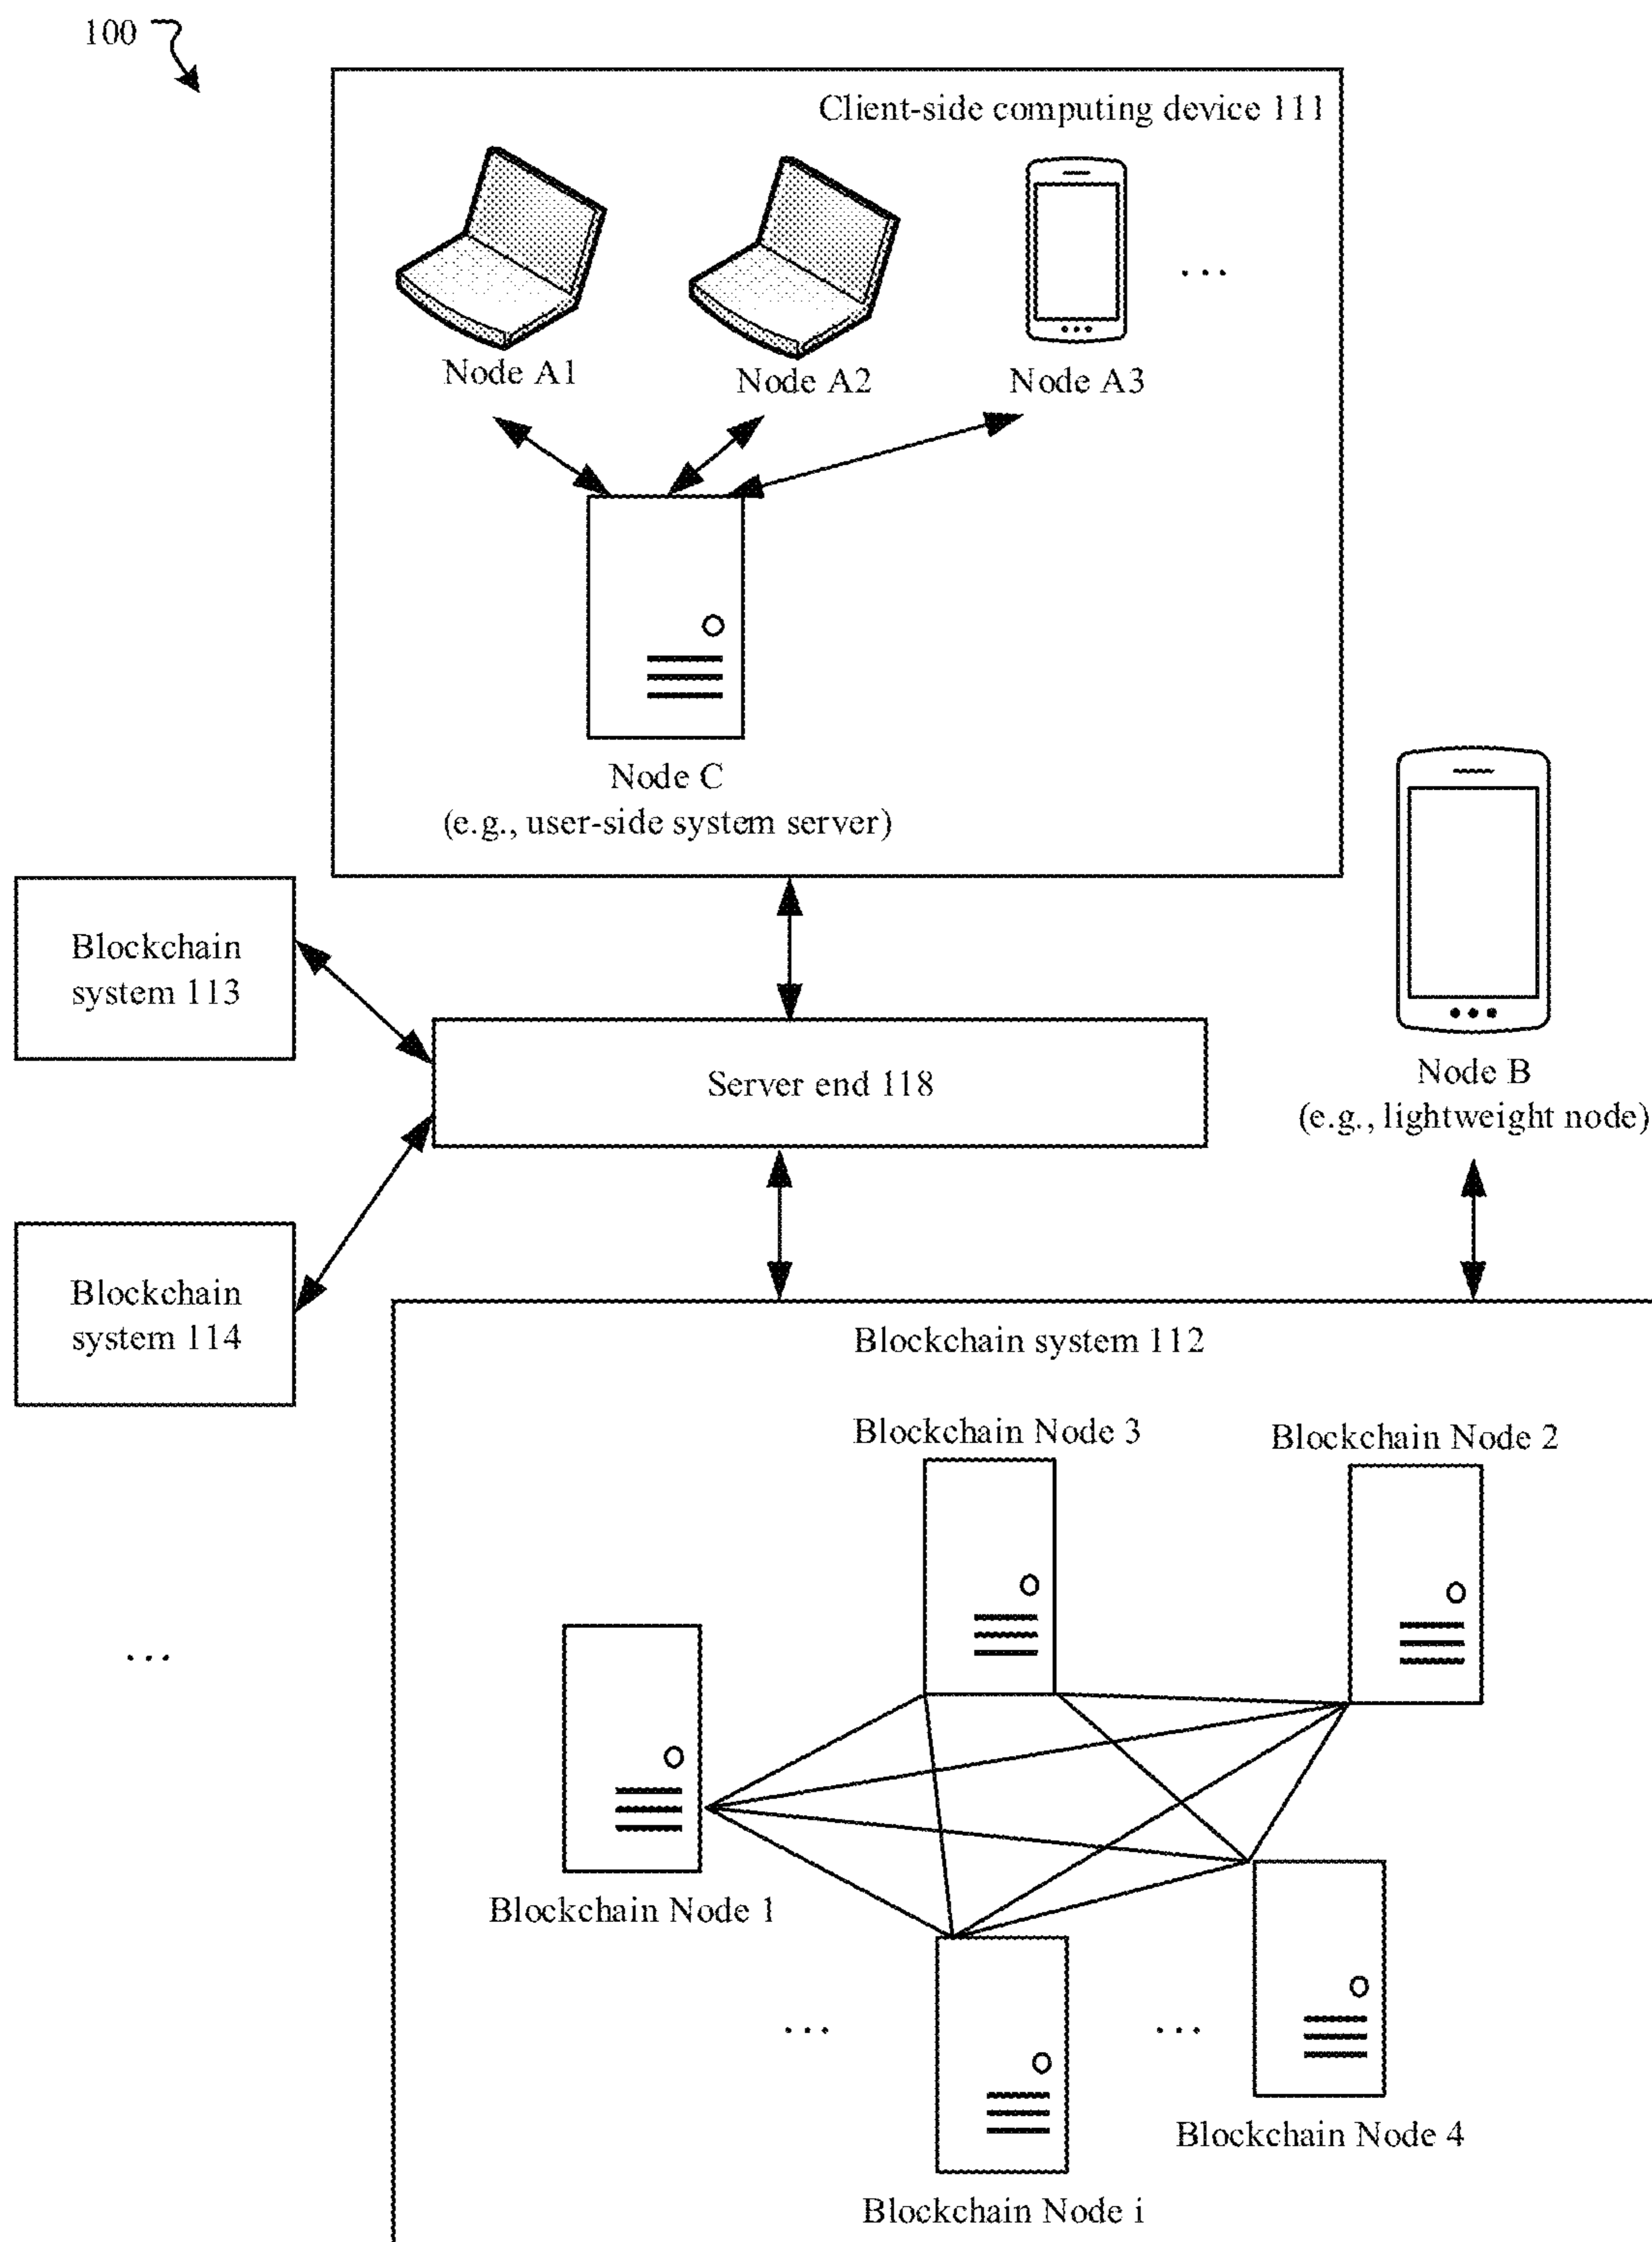 100
Client-side computing device 111
...
Node A1
Node A2
Node A3
Node C
(e.g., user-side system server)
Blockchain
system 113
Server end 118
Node B
(e.g., lightweight node)
Blockchain
system 114
Blockchain system 112
Blockchain Node 3
Blockchain Node 2
...
Blockchain Node 1
...
...
Blockchain Node 4
Blockchain Node i